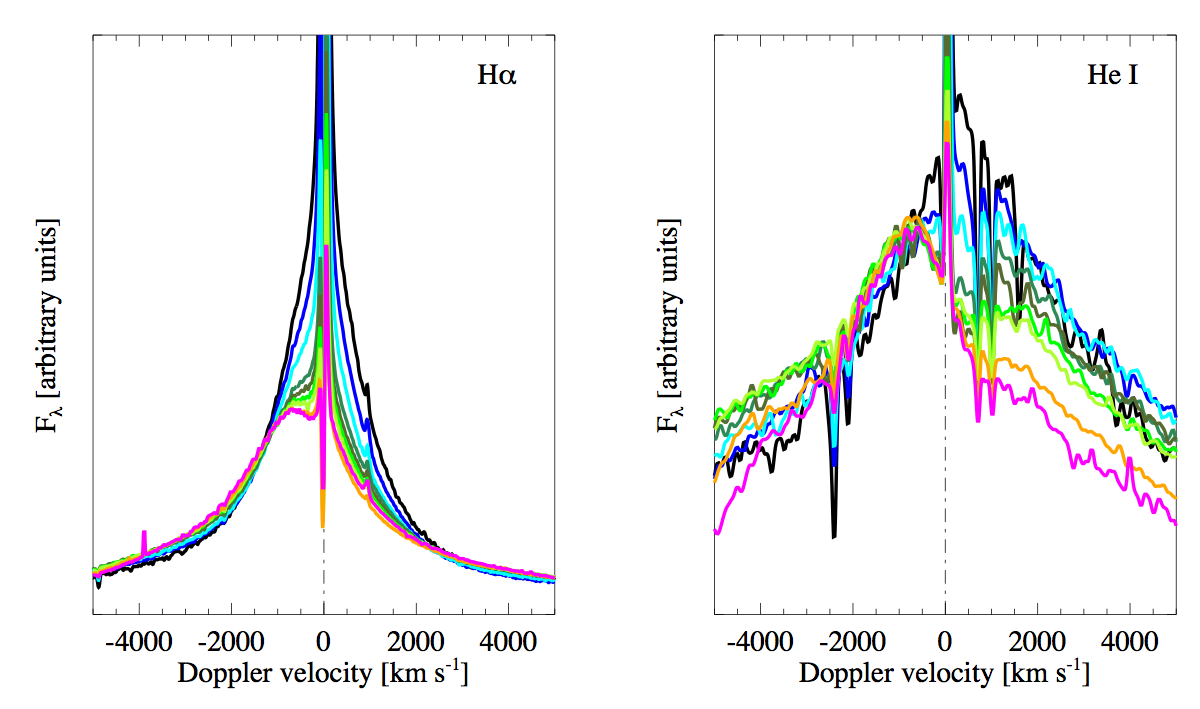 Hα
He I
Fλ [arbitrary units]
Fλ [arbitrary units]
-4000 -2000 0 2000 4000
Doppler velocity [km s⁻¹]
-4000 -2000 0 2000 4000
Doppler velocity [km s⁻¹]